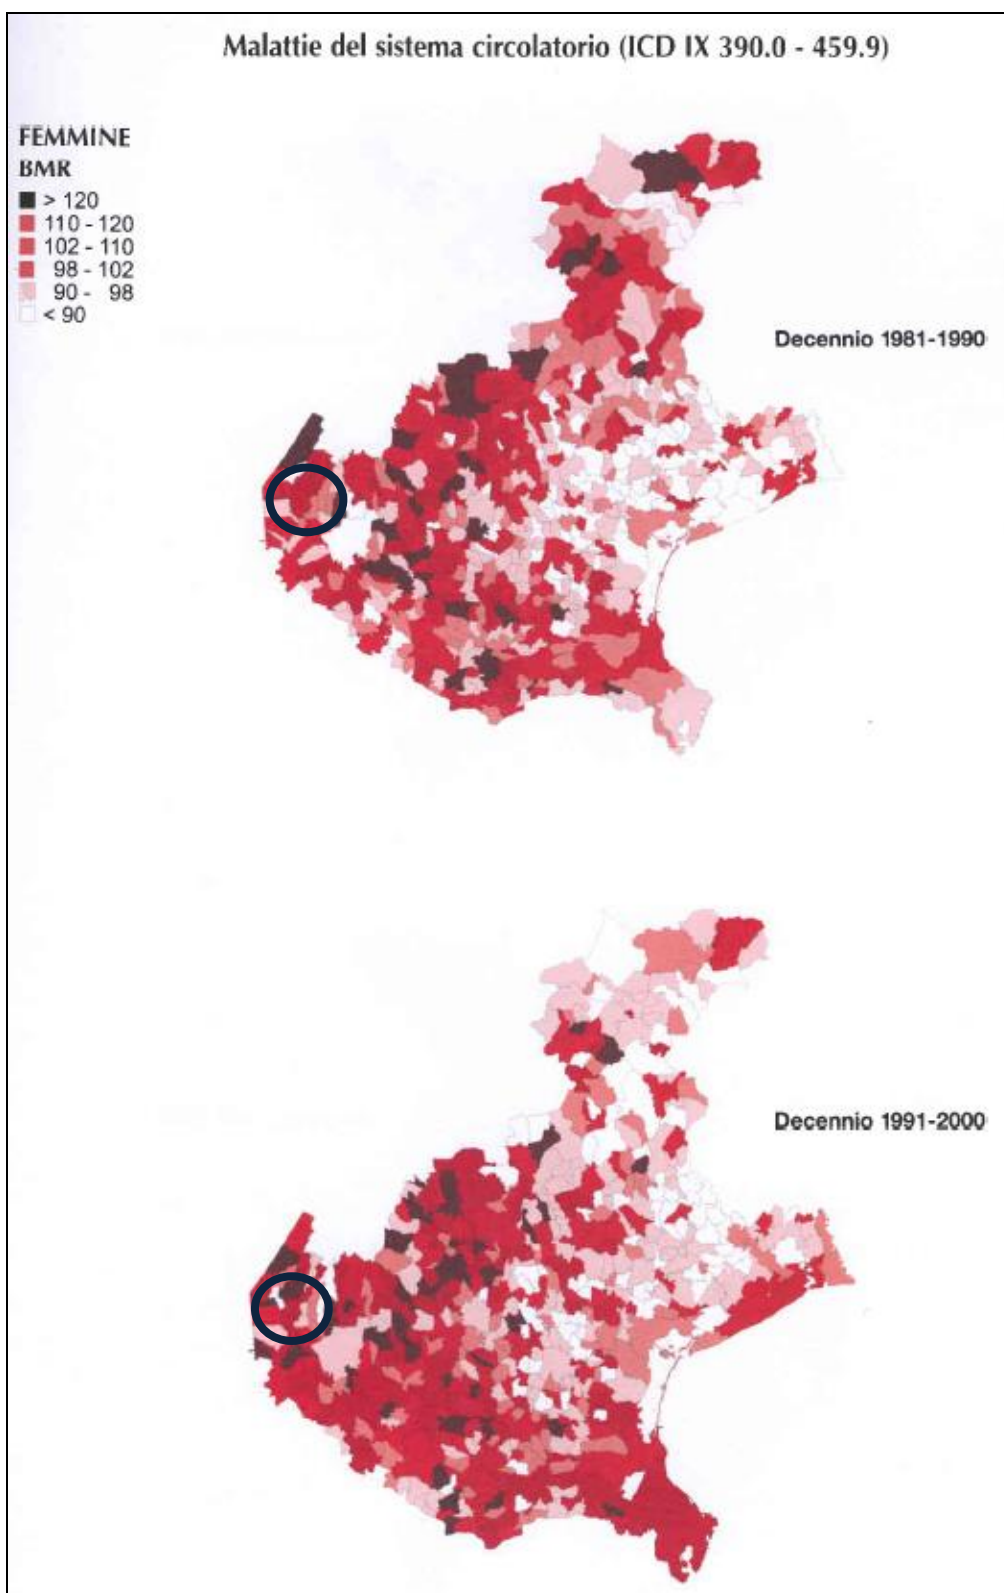 Malattie del sistema circolatorio (ICD IX 390.0 - 459.9)
FEMMINE
BMR
> 120
110 - 120
102 - 110
98 - 102
90 - 98
< 90
Decennio 1981-1990
Decennio 1991-2000